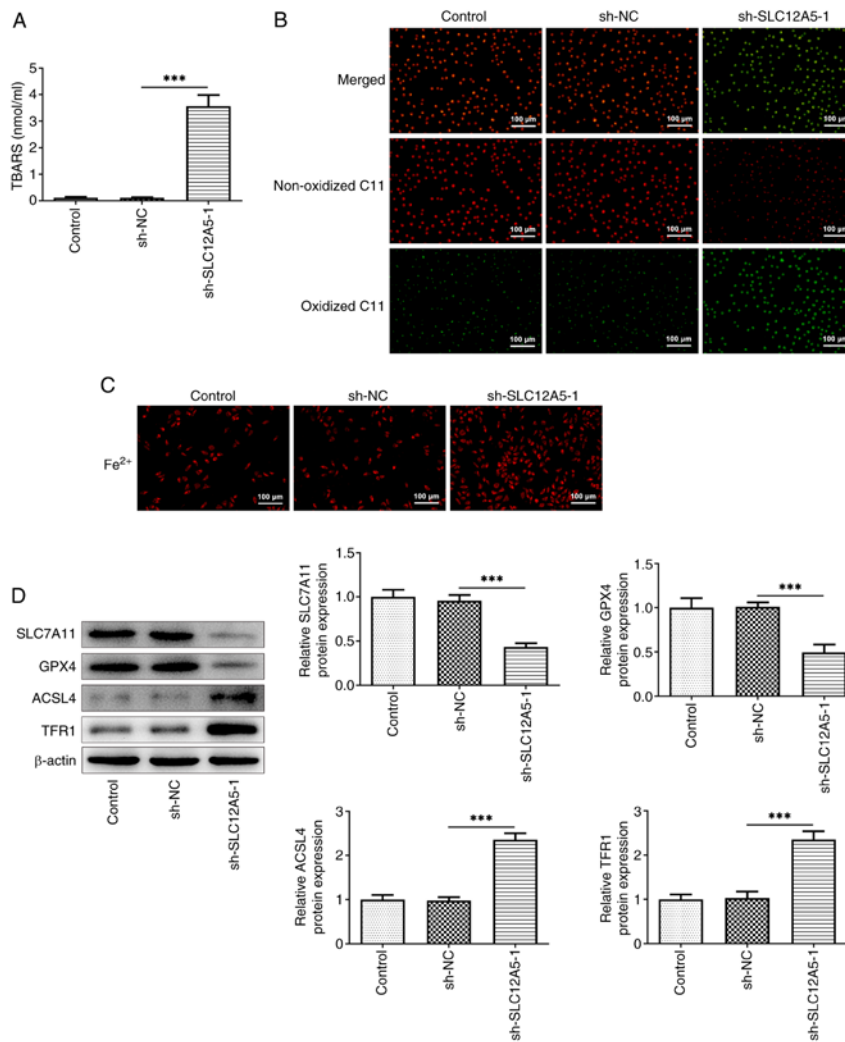 A
TBARS (nmol/ml)
5
4
3
2
1
0
***
Control
sh-NC
sh-SLC12A5-1
B
Control sh-NC sh-SLC12A5-1
Merged
100 µm 100 µm 100 µm
Non-oxidized C11
100 µm 100 µm 100 µm
Oxidized C11
100 µm 100 µm 100 µm
C
Control sh-NC sh-SLC12A5-1
Fe2+
100 µm 100 µm 100 µm
D
SLC7A11
GPX4
ACSL4
TFR1
β-actin
Control
sh-NC
sh-SLC12A5-1
Relative SLC7A11
protein expression
1.5
1.0
0.5
0.0
***
Control
sh-NC
sh-SLC12A5-1
Relative GPX4
protein expression
1.5
1.0
0.5
0.0
***
Control
sh-NC
sh-SLC12A5-1
Relative ACSL4
protein expression
3
2
1
0
***
Control
sh-NC
sh-SLC12A5-1
Relative TFR1
protein expression
3
2
1
0
***
Control
sh-NC
sh-SLC12A5-1